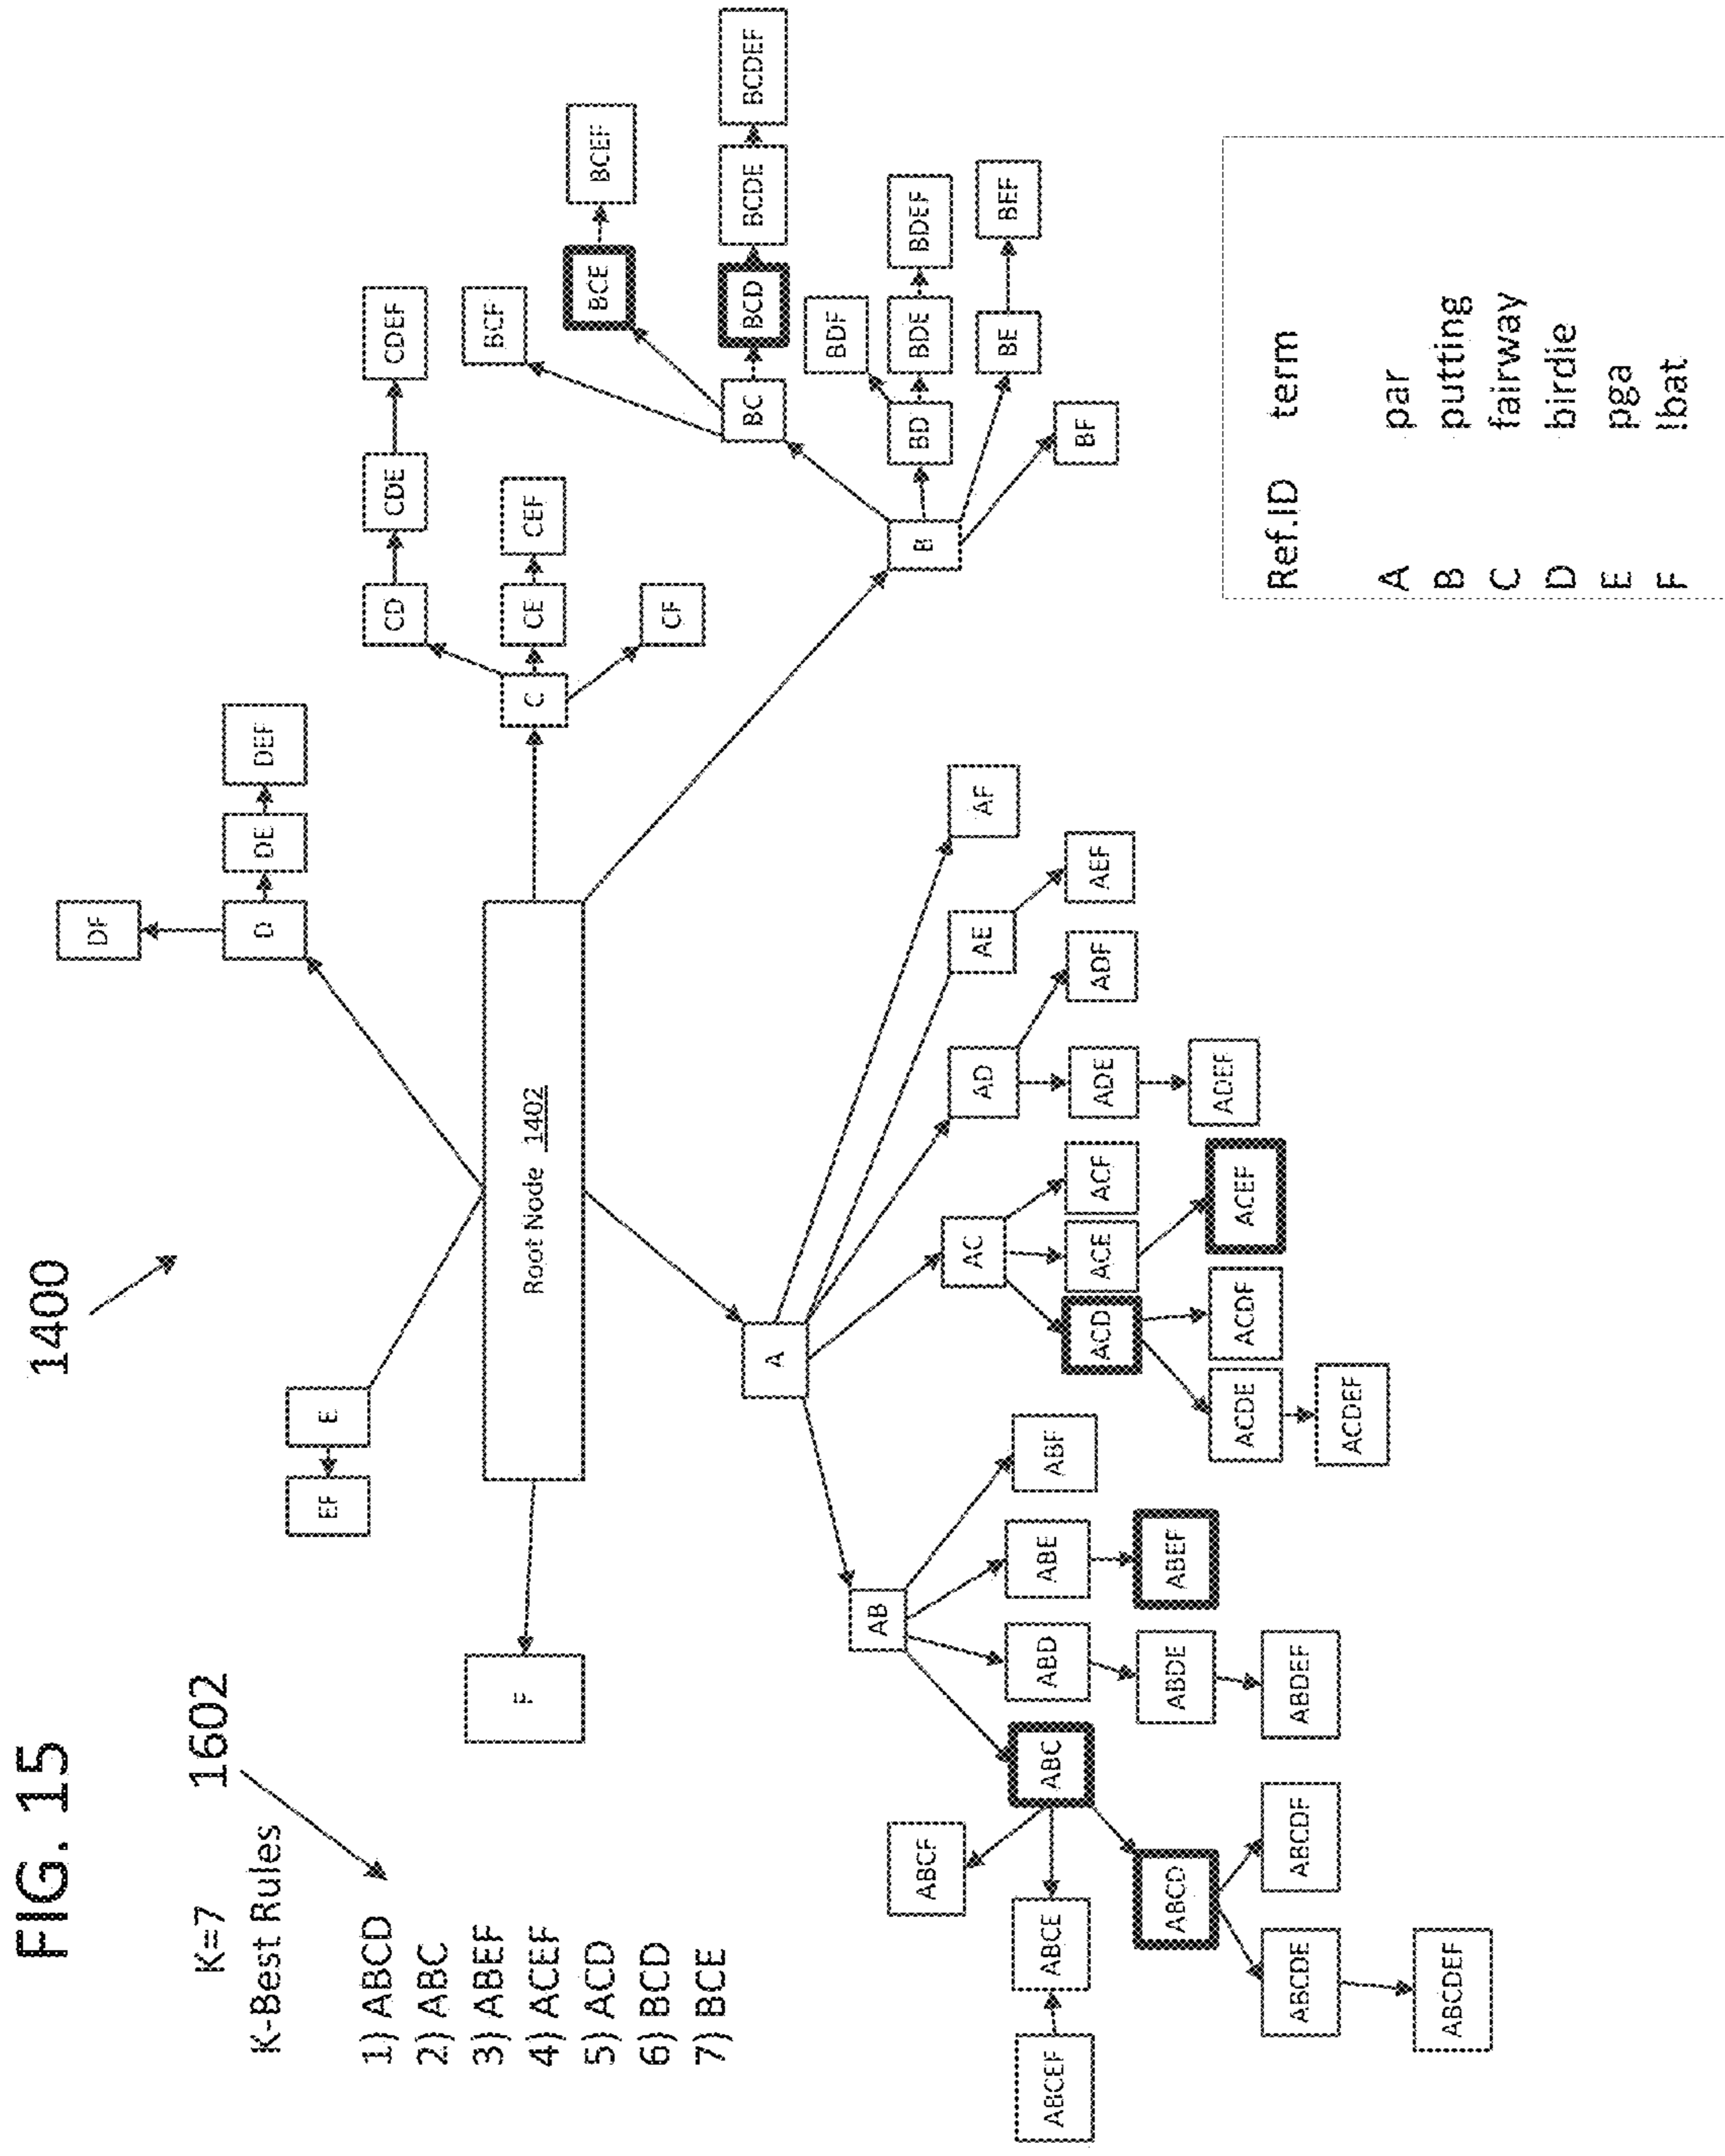 FIG. 15
1400
K=7
1602
K-Best Rules
1) ABCD
2) ABC
3) ABEF
4) ACEF
5) ACD
6) BCD
7) BCE
DF
D
DE
DEF
EF
E
CD
CDE
CDEF
F
Root Node 1402
C
CE
CEF
CF
BCF
BCE
BCEF
BC
BCD
BCDE
BCDEF
BDF
B
BD
BDE
BDEF
BE
BEF
BF
A
AB
AC
AD
AE
AF
ABCF
ABCEF
ABCE
ABC
ABD
ABE
ABF
ACD
ACE
ACF
ADE
ADF
AEF
ABCD
ABDE
ABEF
ACDE
ACDF
ACEF
ADEF
ABCDE
ABCDF
ABDEF
ACDEF
ABCDEF
Ref.ID term
A par
B putting
C fairway
D birdie
E pga
F !bat